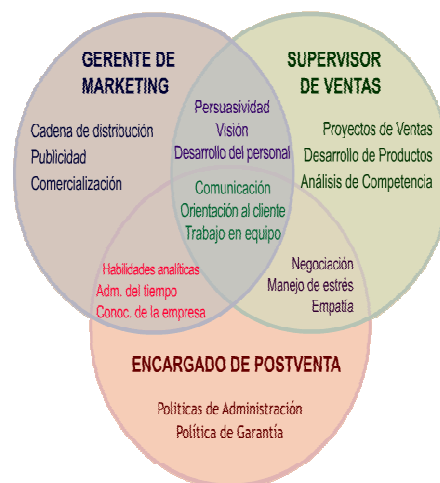 GERENTE DE
MARKETING
SUPERVISOR
DE VENTAS
Persuasividad
Visión
Desarrollo del personal
Cadena de distribución
Publicidad
Comercialización
Proyectos de Ventas
Desarrollo de Productos
Análisis de Competencia
Comunicación
Orientación al cliente
Trabajo en equipo
Habilidades analíticas
Adm. del tiempo
Conoc. de la empresa
Negociación
Manejo de estrés
Empatía
ENCARGADO DE POSTVENTA
Políticas de Administración
Política de Garantía